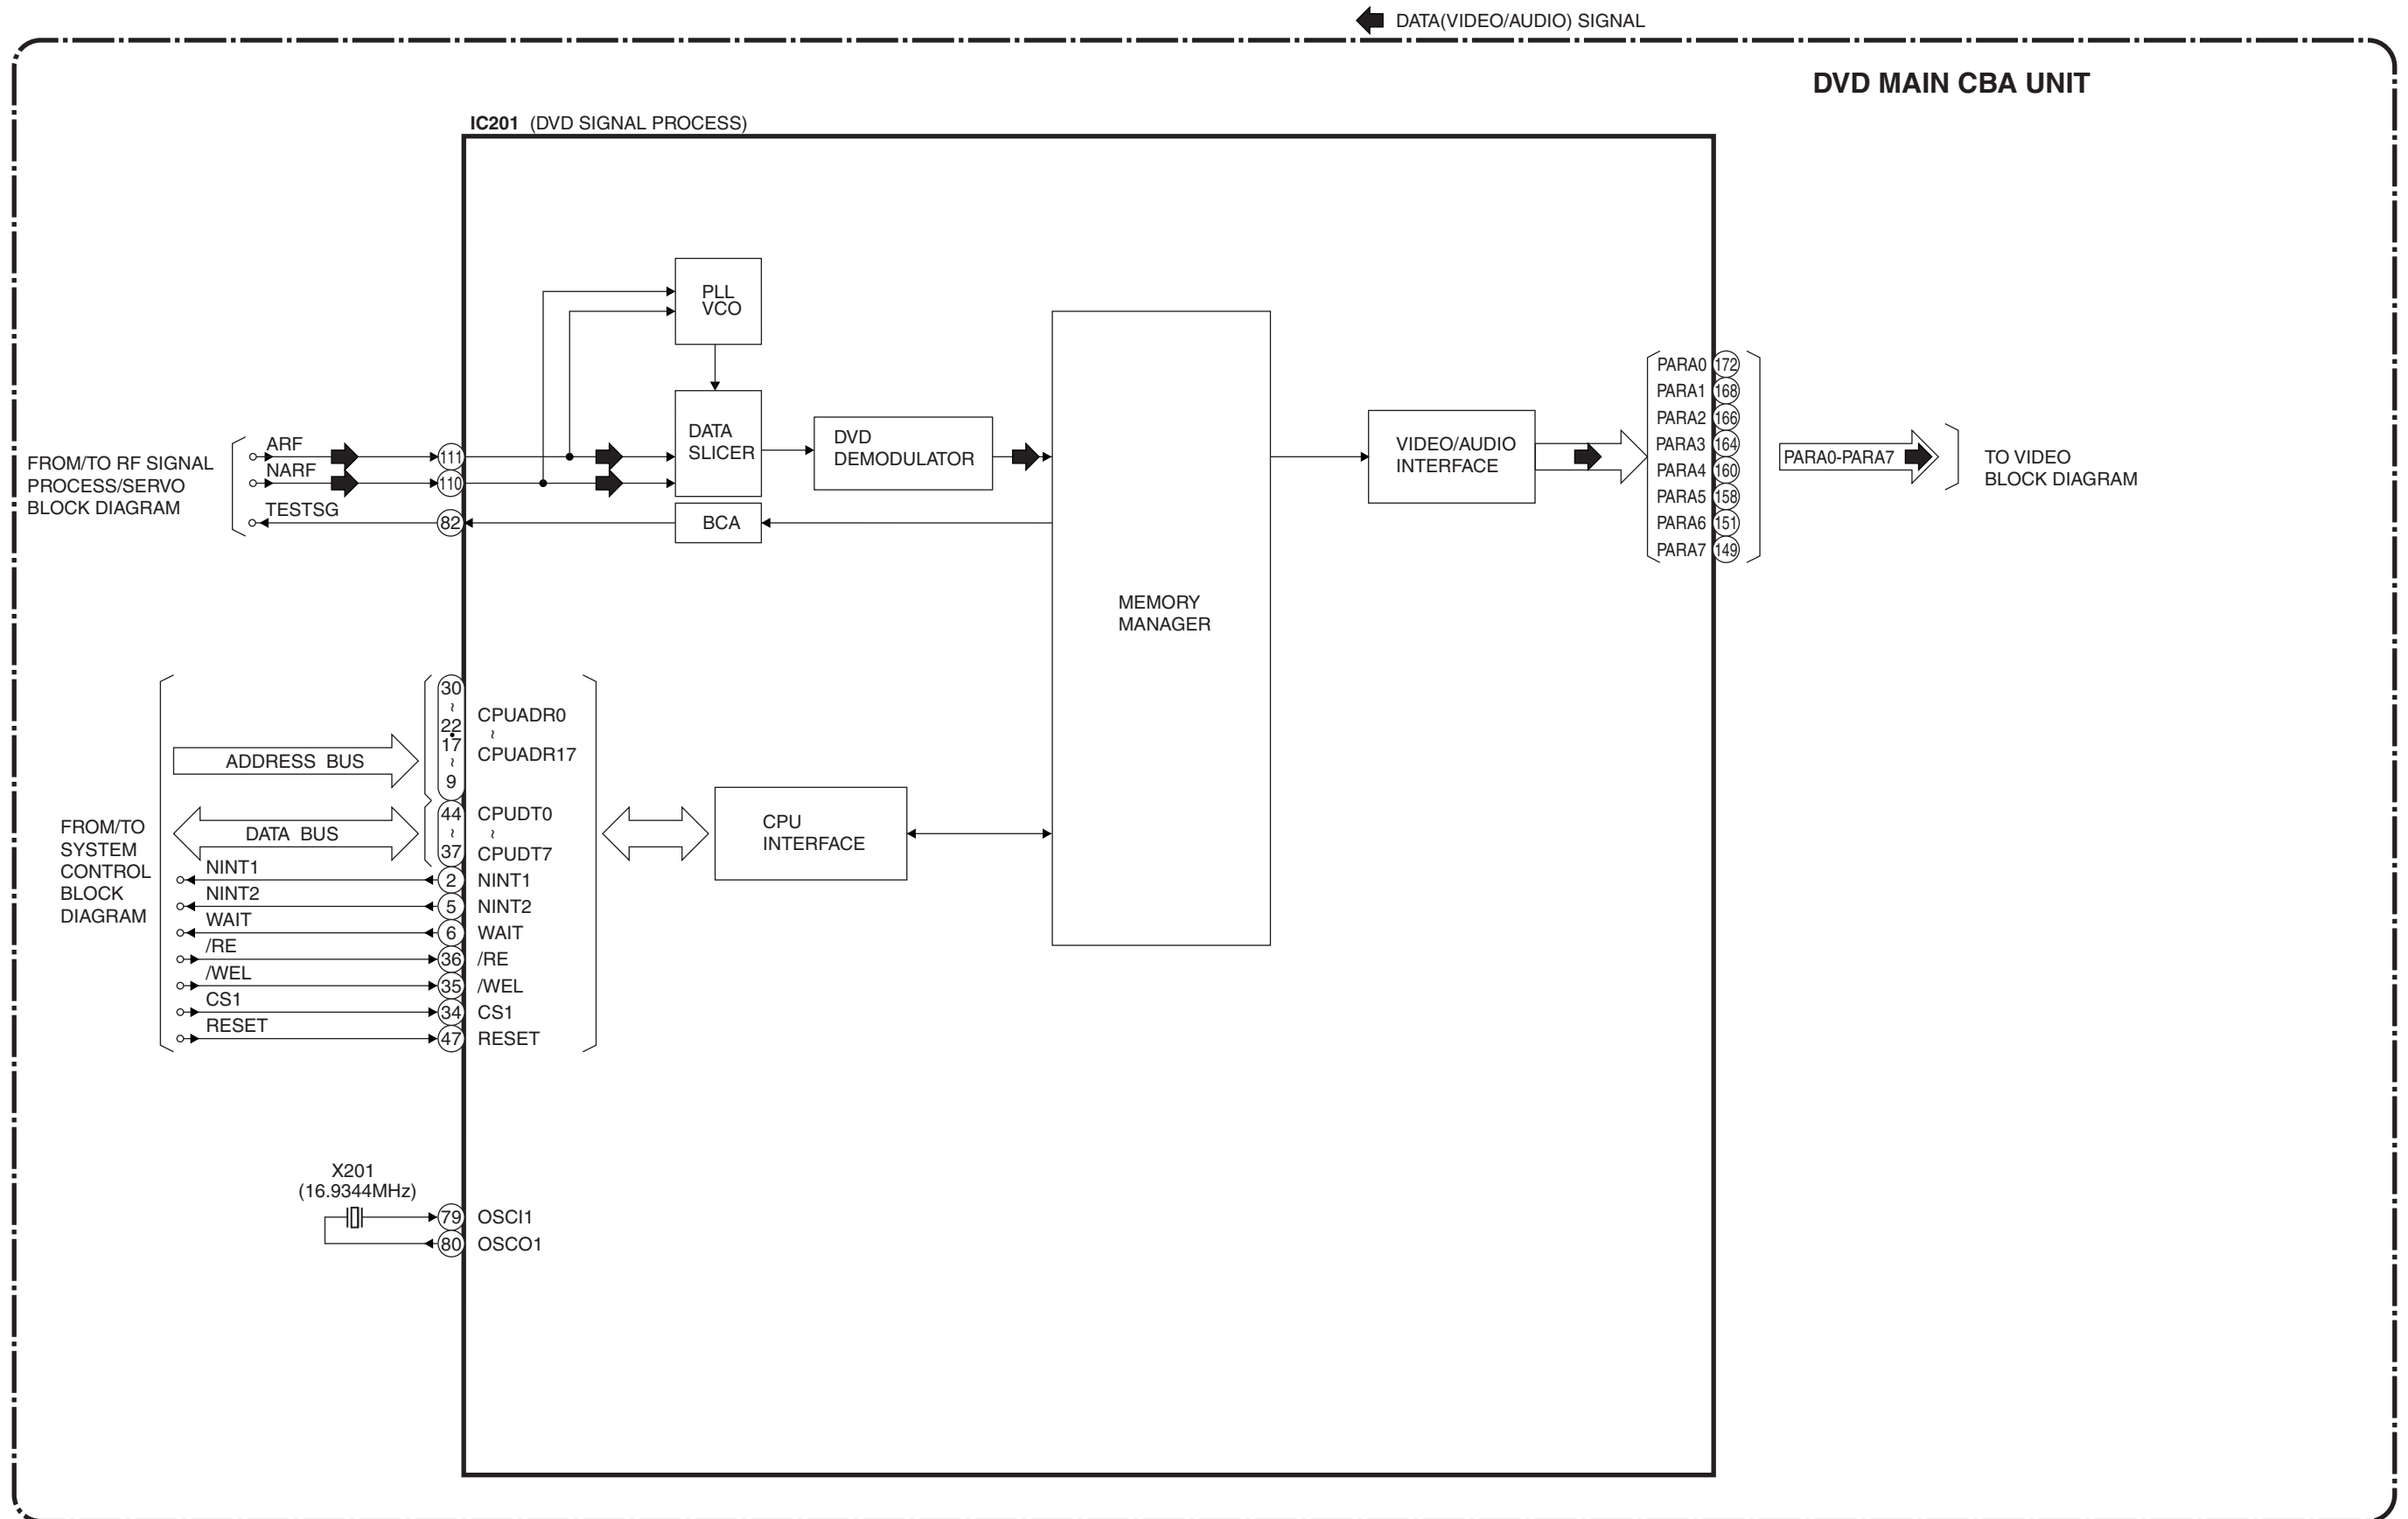 DATA(VIDEO/AUDIO) SIGNAL
DVD MAIN CBA UNIT
IC201 (DVD SIGNAL PROCESS)
PLL
VCO
DATA
SLICER
DVD
DEMODULATOR
BCA
MEMORY
MANAGER
VIDEO/AUDIO
INTERFACE
FROM/TO RF SIGNAL
PROCESS/SERVO
BLOCK DIAGRAM
ARF
111
NARF
110
TESTSG
82
PARA0 172
PARA1 168
PARA2 166
PARA3 164
PARA4 160
PARA5 158
PARA6 151
PARA7 149
PARA0-PARA7
TO VIDEO
BLOCK DIAGRAM
FROM/TO
SYSTEM
CONTROL
BLOCK
DIAGRAM
ADDRESS BUS
30
~
22
17
~
9
CPUADR0
~
CPUADR17
DATA BUS
44
~
37
CPUDT0
~
CPUDT7
NINT1 2 NINT1
NINT2 5 NINT2
WAIT 6 WAIT
/RE 36 /RE
/WEL 35 /WEL
CS1 34 CS1
RESET 47 RESET
CPU
INTERFACE
X201
(16.9344MHz)
79 OSCI1
80 OSCO1